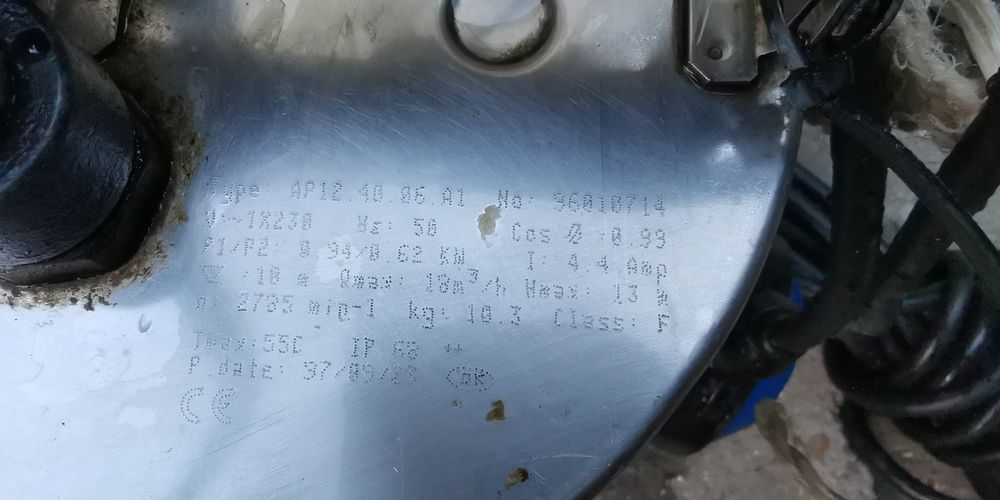 Type: AP12.40.06.A1 No: 96010714
U:~1X230 Hz: 50 Cos Ø :0.99
P1/P2: 0.94/0.62 KW I: 4.4 Amp
:10 m Qmax: 18m³/h Hmax: 13 m
n: 2785 min-1 kg: 10.3 Class: F
Tmax:55C IP 68 ++
P date: 97/09/23 (DK)
CE